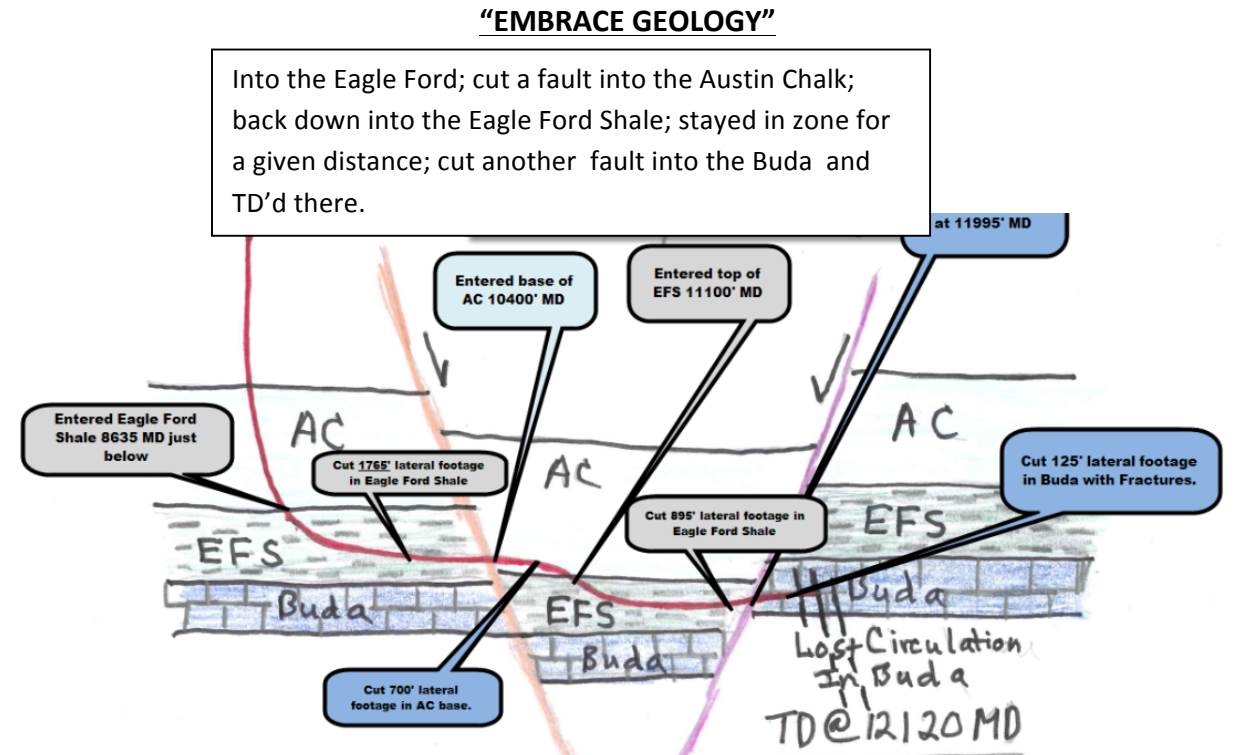 “EMBRACE GEOLOGY”
Into the Eagle Ford; cut a fault into the Austin Chalk;
back down into the Eagle Ford Shale; stayed in zone for
a given distance; cut another fault into the Buda and
TD’d there.
at 11995' MD
Entered base of
AC 10400' MD
Entered top of
EFS 11100' MD
Entered Eagle Ford
Shale 8635 MD just
below
AC
Cut 1765' lateral footage
in Eagle Ford Shale
AC
AC
Cut 125' lateral footage
in Buda with Fractures.
Cut 895' lateral footage in
Eagle Ford Shale
EFS
EFS
EFS
Buda
Buda
Buda
Lost Circulation
In Buda
TD@12120 MD
Cut 700' lateral
footage in AC base.